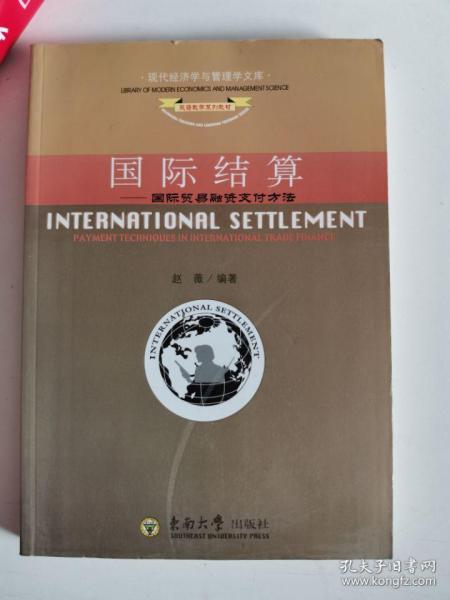 ·现代经济学与管理学文库·
LIBRARY OF MODERN ECONOMICS AND MANAGEMENT SCIENCE
双语教学系列教材
国际结算
——国际贸易融资支付方法
INTERNATIONAL SETTLEMENT
PAYMENT TECHNIQUES IN INTERNATIONAL TRADE FINANCE
赵 薇/编著
INTERNATIONAL SETTLEMENT
东南大学出版社
SOUTHEAST UNIVERSITY PRESS
孔夫子旧书网
www.kongfz.com